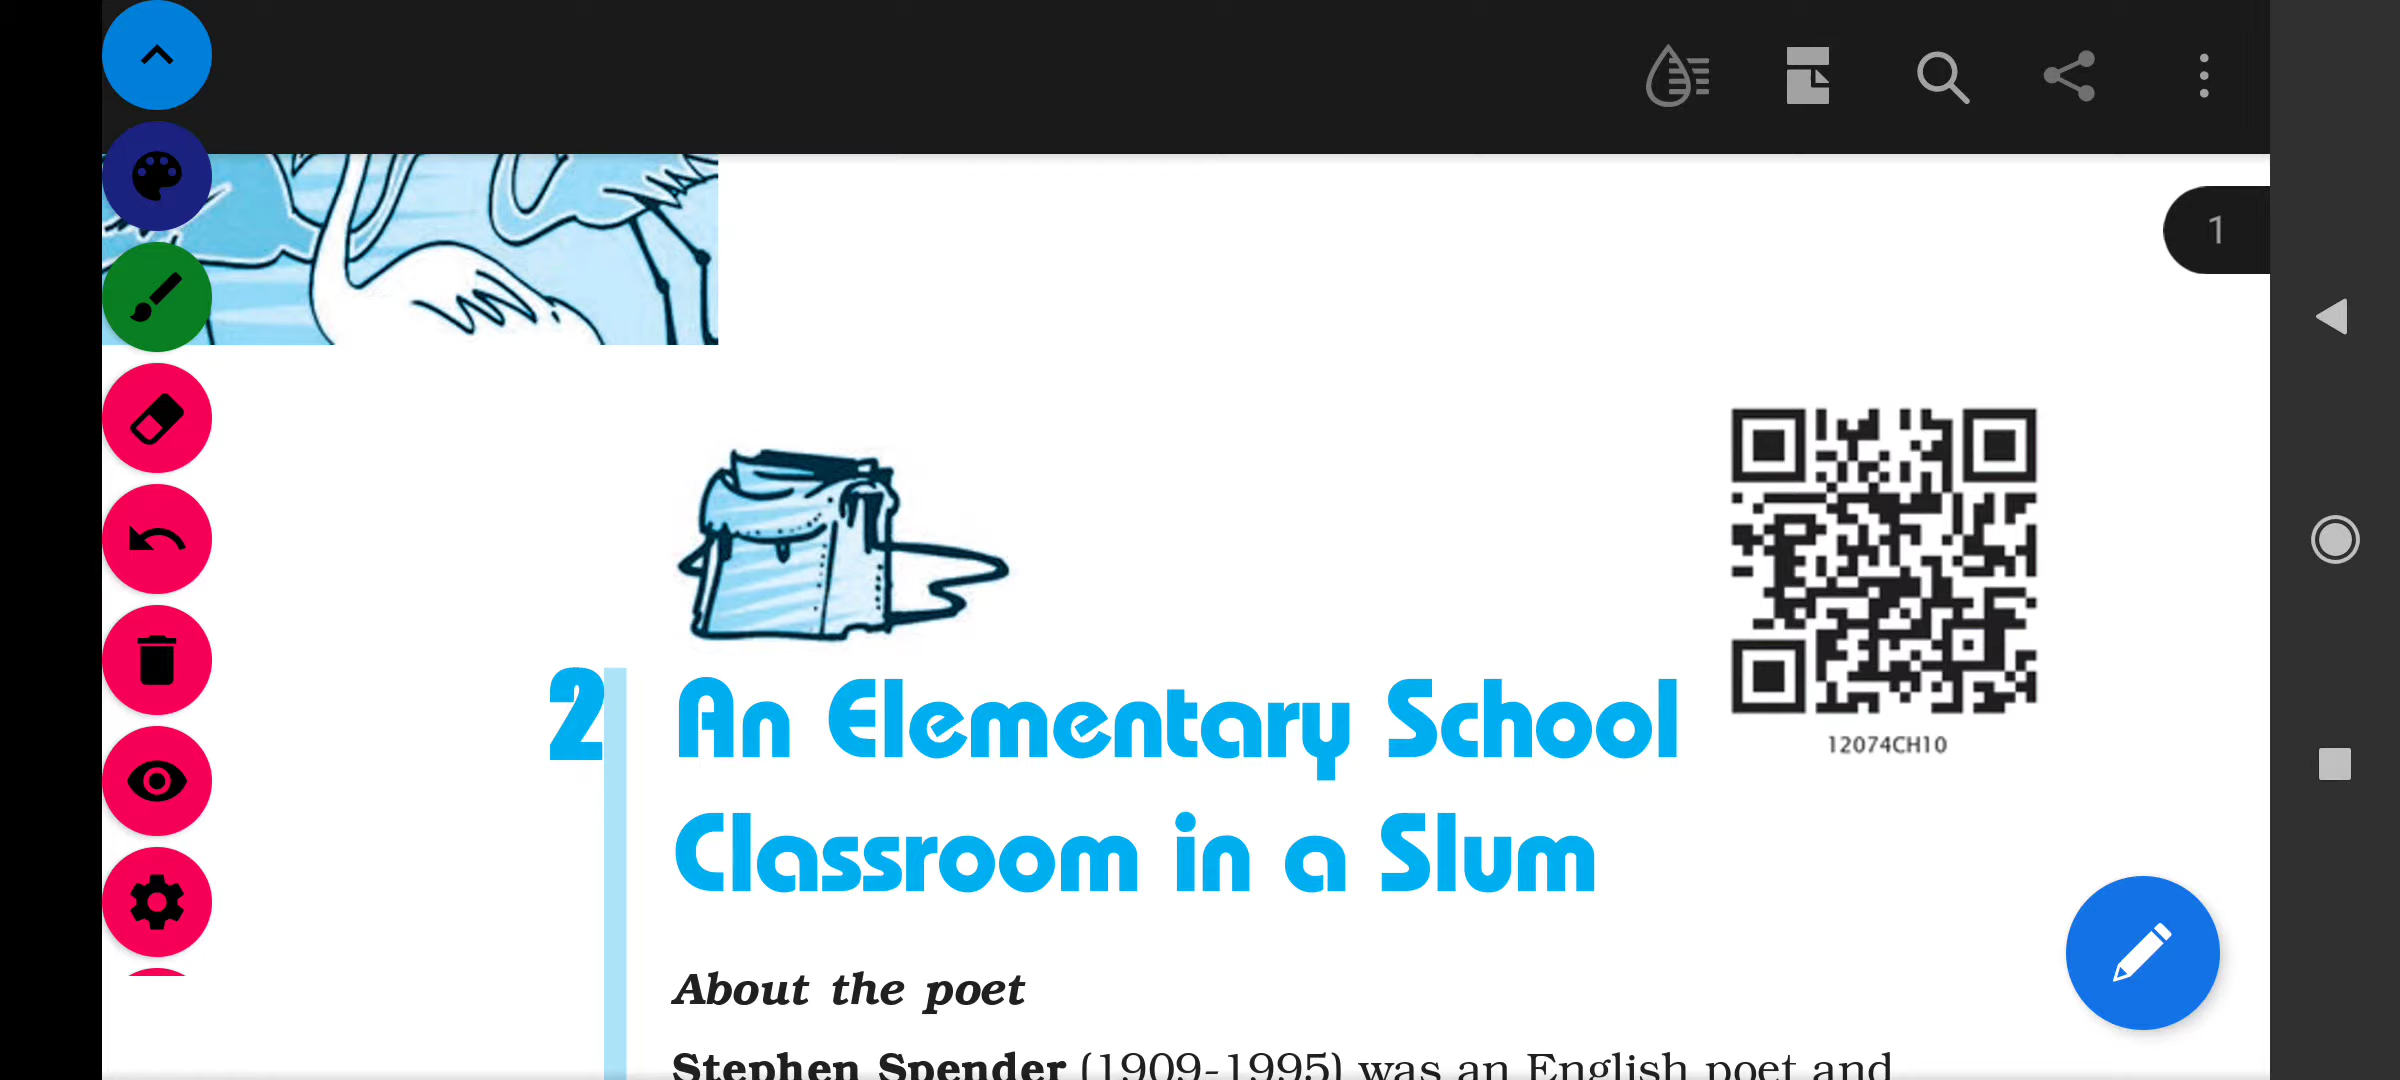 1
12074CH10
2 An Elementary School
Classroom in a Slum
About the poet
Stephen Spender (1909-1995) was an English poet and